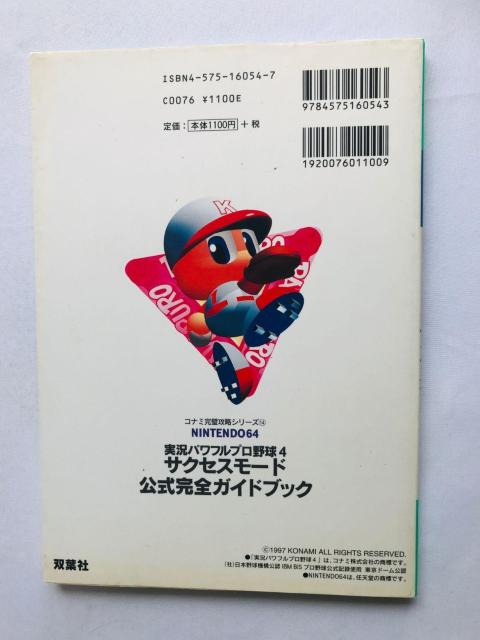 ISBN4-575-16054-7
C0076 ¥1100E
定価：本体1100円＋税
9784575160543
1920076011009
K
PURO
PA
RO
コナミ完璧攻略シリーズ⑭
NINTENDO64
実況パワフルプロ野球4
サクセスモード
公式完全ガイドブック
©1997 KONAMI ALL RIGHTS RESERVED.
●「実況パワフルプロ野球4」は、コナミ株式会社の商標です。
(社)日本野球機構公認 IBM BIS プロ野球公式記録使用 東京ドーム公認
●NINTENDO64は、任天堂の商標です。
双葉社